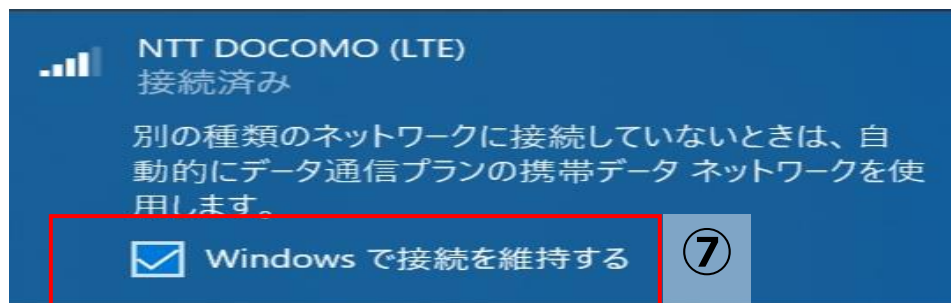 NTT DOCOMO (LTE)
接続済み
別の種類のネットワークに接続していないときは、自
動的にデータ通信プランの携帯データ ネットワークを使
用します。
Windows で接続を維持する
⑦